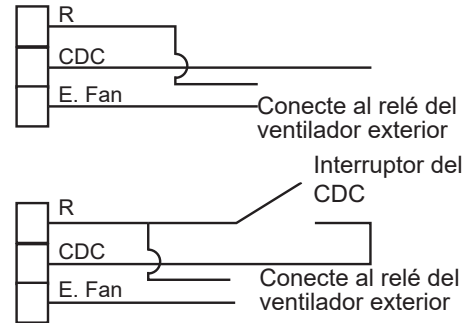 R
CDC
E. Fan
Conecte al relé del
ventilador exterior
Interruptor del
CDC
R
CDC
E. Fan
Conecte al relé del
ventilador exterior